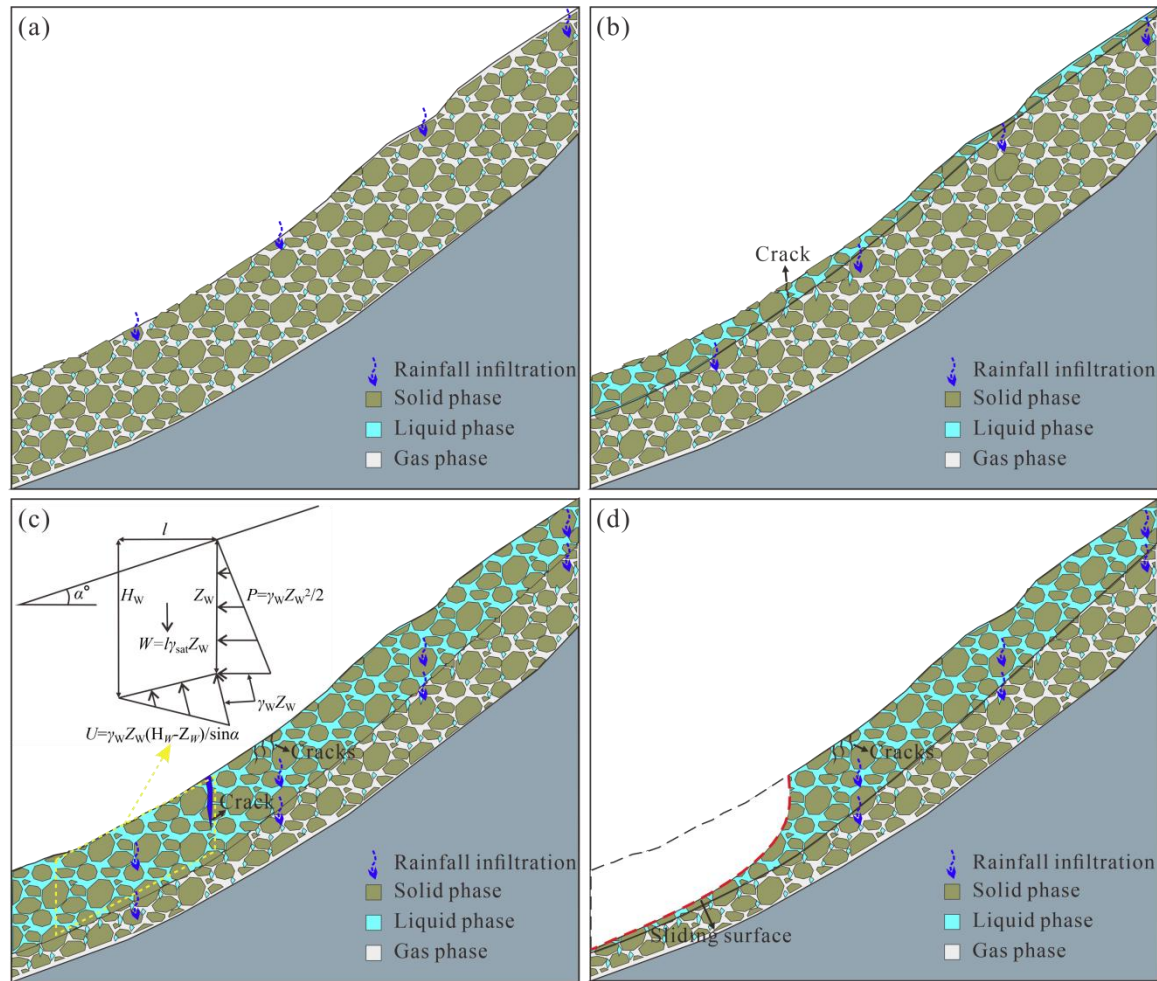 (a)
Rainfall infiltration
Solid phase
Liquid phase
Gas phase
(b)
Crack
Rainfall infiltration
Solid phase
Liquid phase
Gas phase
(c)
l
α°
H_W
Z_W
P=γ_WZ_W²/2
W=lγ_satZ_W
γ_WZ_W
U=γ_WZ_W(H_W-Z_W)/sinα
Cracks
Crack
Rainfall infiltration
Solid phase
Liquid phase
Gas phase
(d)
Cracks
Sliding surface
Rainfall infiltration
Solid phase
Liquid phase
Gas phase